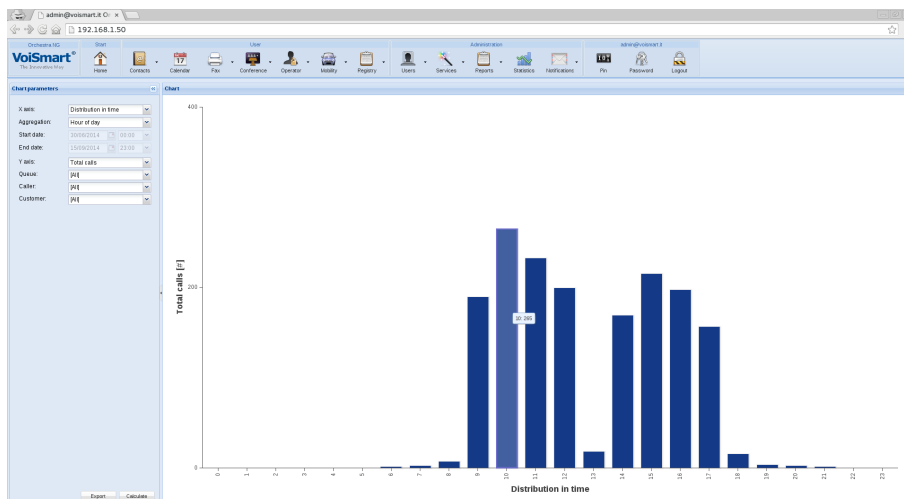 admin@voismart.it Or ×
192.168.1.50
Orchestra NG
Start
User
Administration
admin@voismart.it
VoiSmart®
The Innovative Way
Home
Contacts
Calendar
Fax
Conference
Operator
Mobility
Registry
Users
Services
Reports
Statistics
Notifications
Pin
Password
Logout
Chart parameters
Chart
X axis: Distribution in time
Aggregation: Hour of day
Start date: 00:00
End date: 15/09/2014 23:00
Y axis: Total calls
Queue: [All]
Caller: [All]
Customer: [All]
Export
Calculate
400
200
0
Total calls [#]
10: 265
0 1 2 3 4 5 6 7 8 9 10 11 12 13 14 15 16 17 18 19 20 21 22 23
Distribution in time